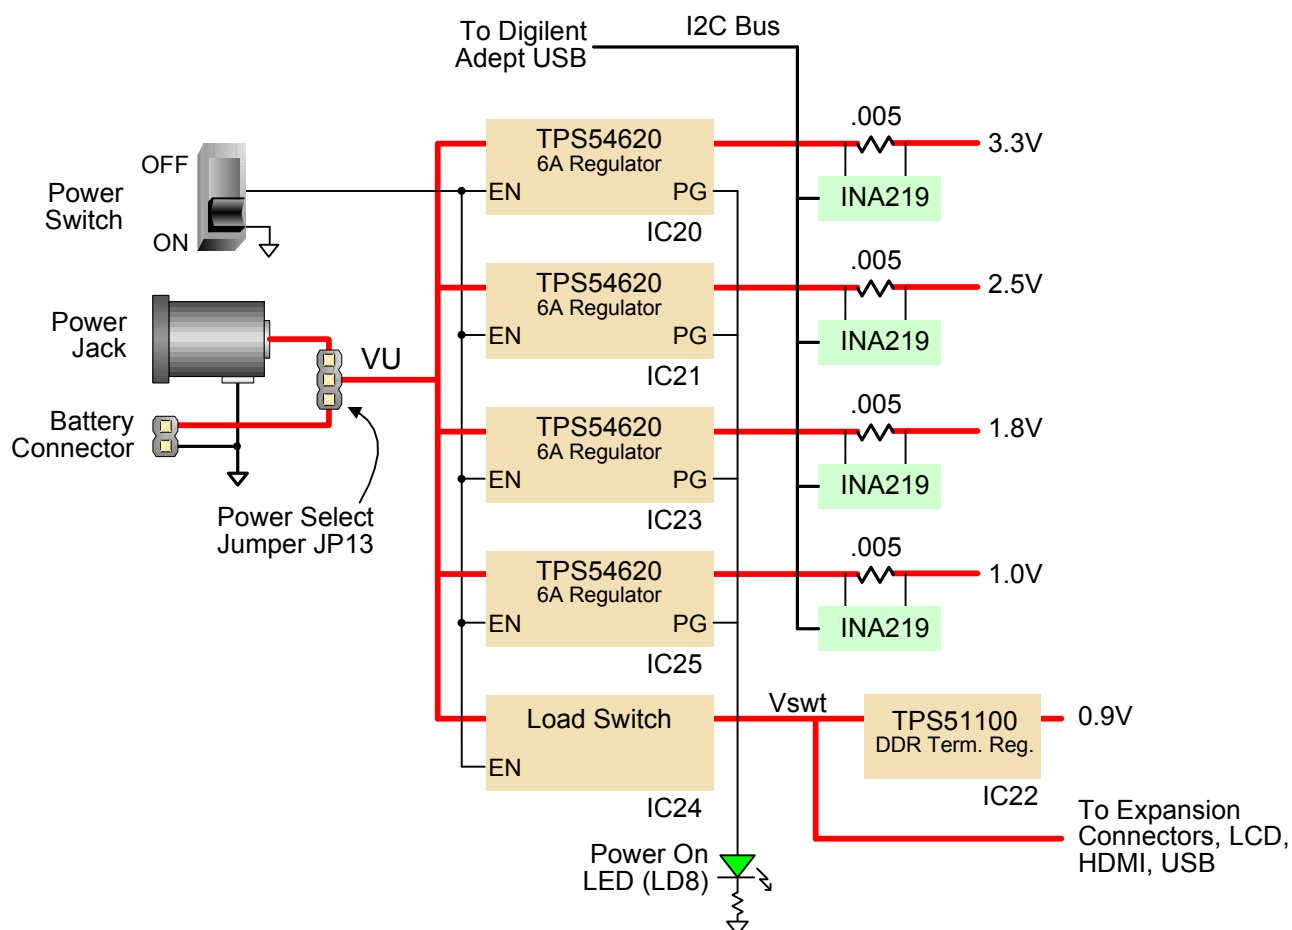 To Digilent
Adept USB
I2C Bus
OFF
Power
Switch
ON
Power
Jack
VU
Battery
Connector
Power Select
Jumper JP13
TPS54620
6A Regulator
EN
PG
IC20
.005
3.3V
INA219
TPS54620
6A Regulator
EN
PG
IC21
.005
2.5V
INA219
TPS54620
6A Regulator
EN
PG
IC23
.005
1.8V
INA219
TPS54620
6A Regulator
EN
PG
IC25
.005
1.0V
INA219
Load Switch
EN
IC24
Vswt
TPS51100
DDR Term. Reg.
IC22
0.9V
To Expansion
Connectors, LCD,
HDMI, USB
Power On
LED (LD8)